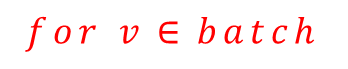 for v ∈ batch